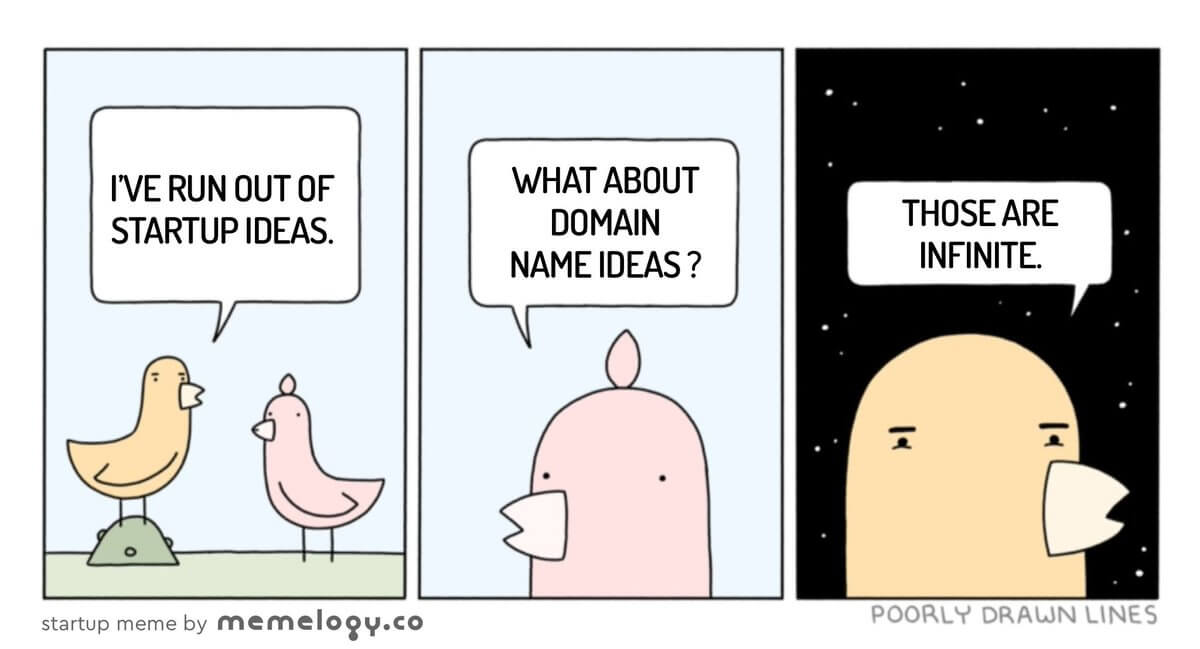 I'VE RUN OUT OF
STARTUP IDEAS.
WHAT ABOUT
DOMAIN
NAME IDEAS ?
THOSE ARE
INFINITE.
startup meme by memelogy.co
POORLY DRAWN LINES